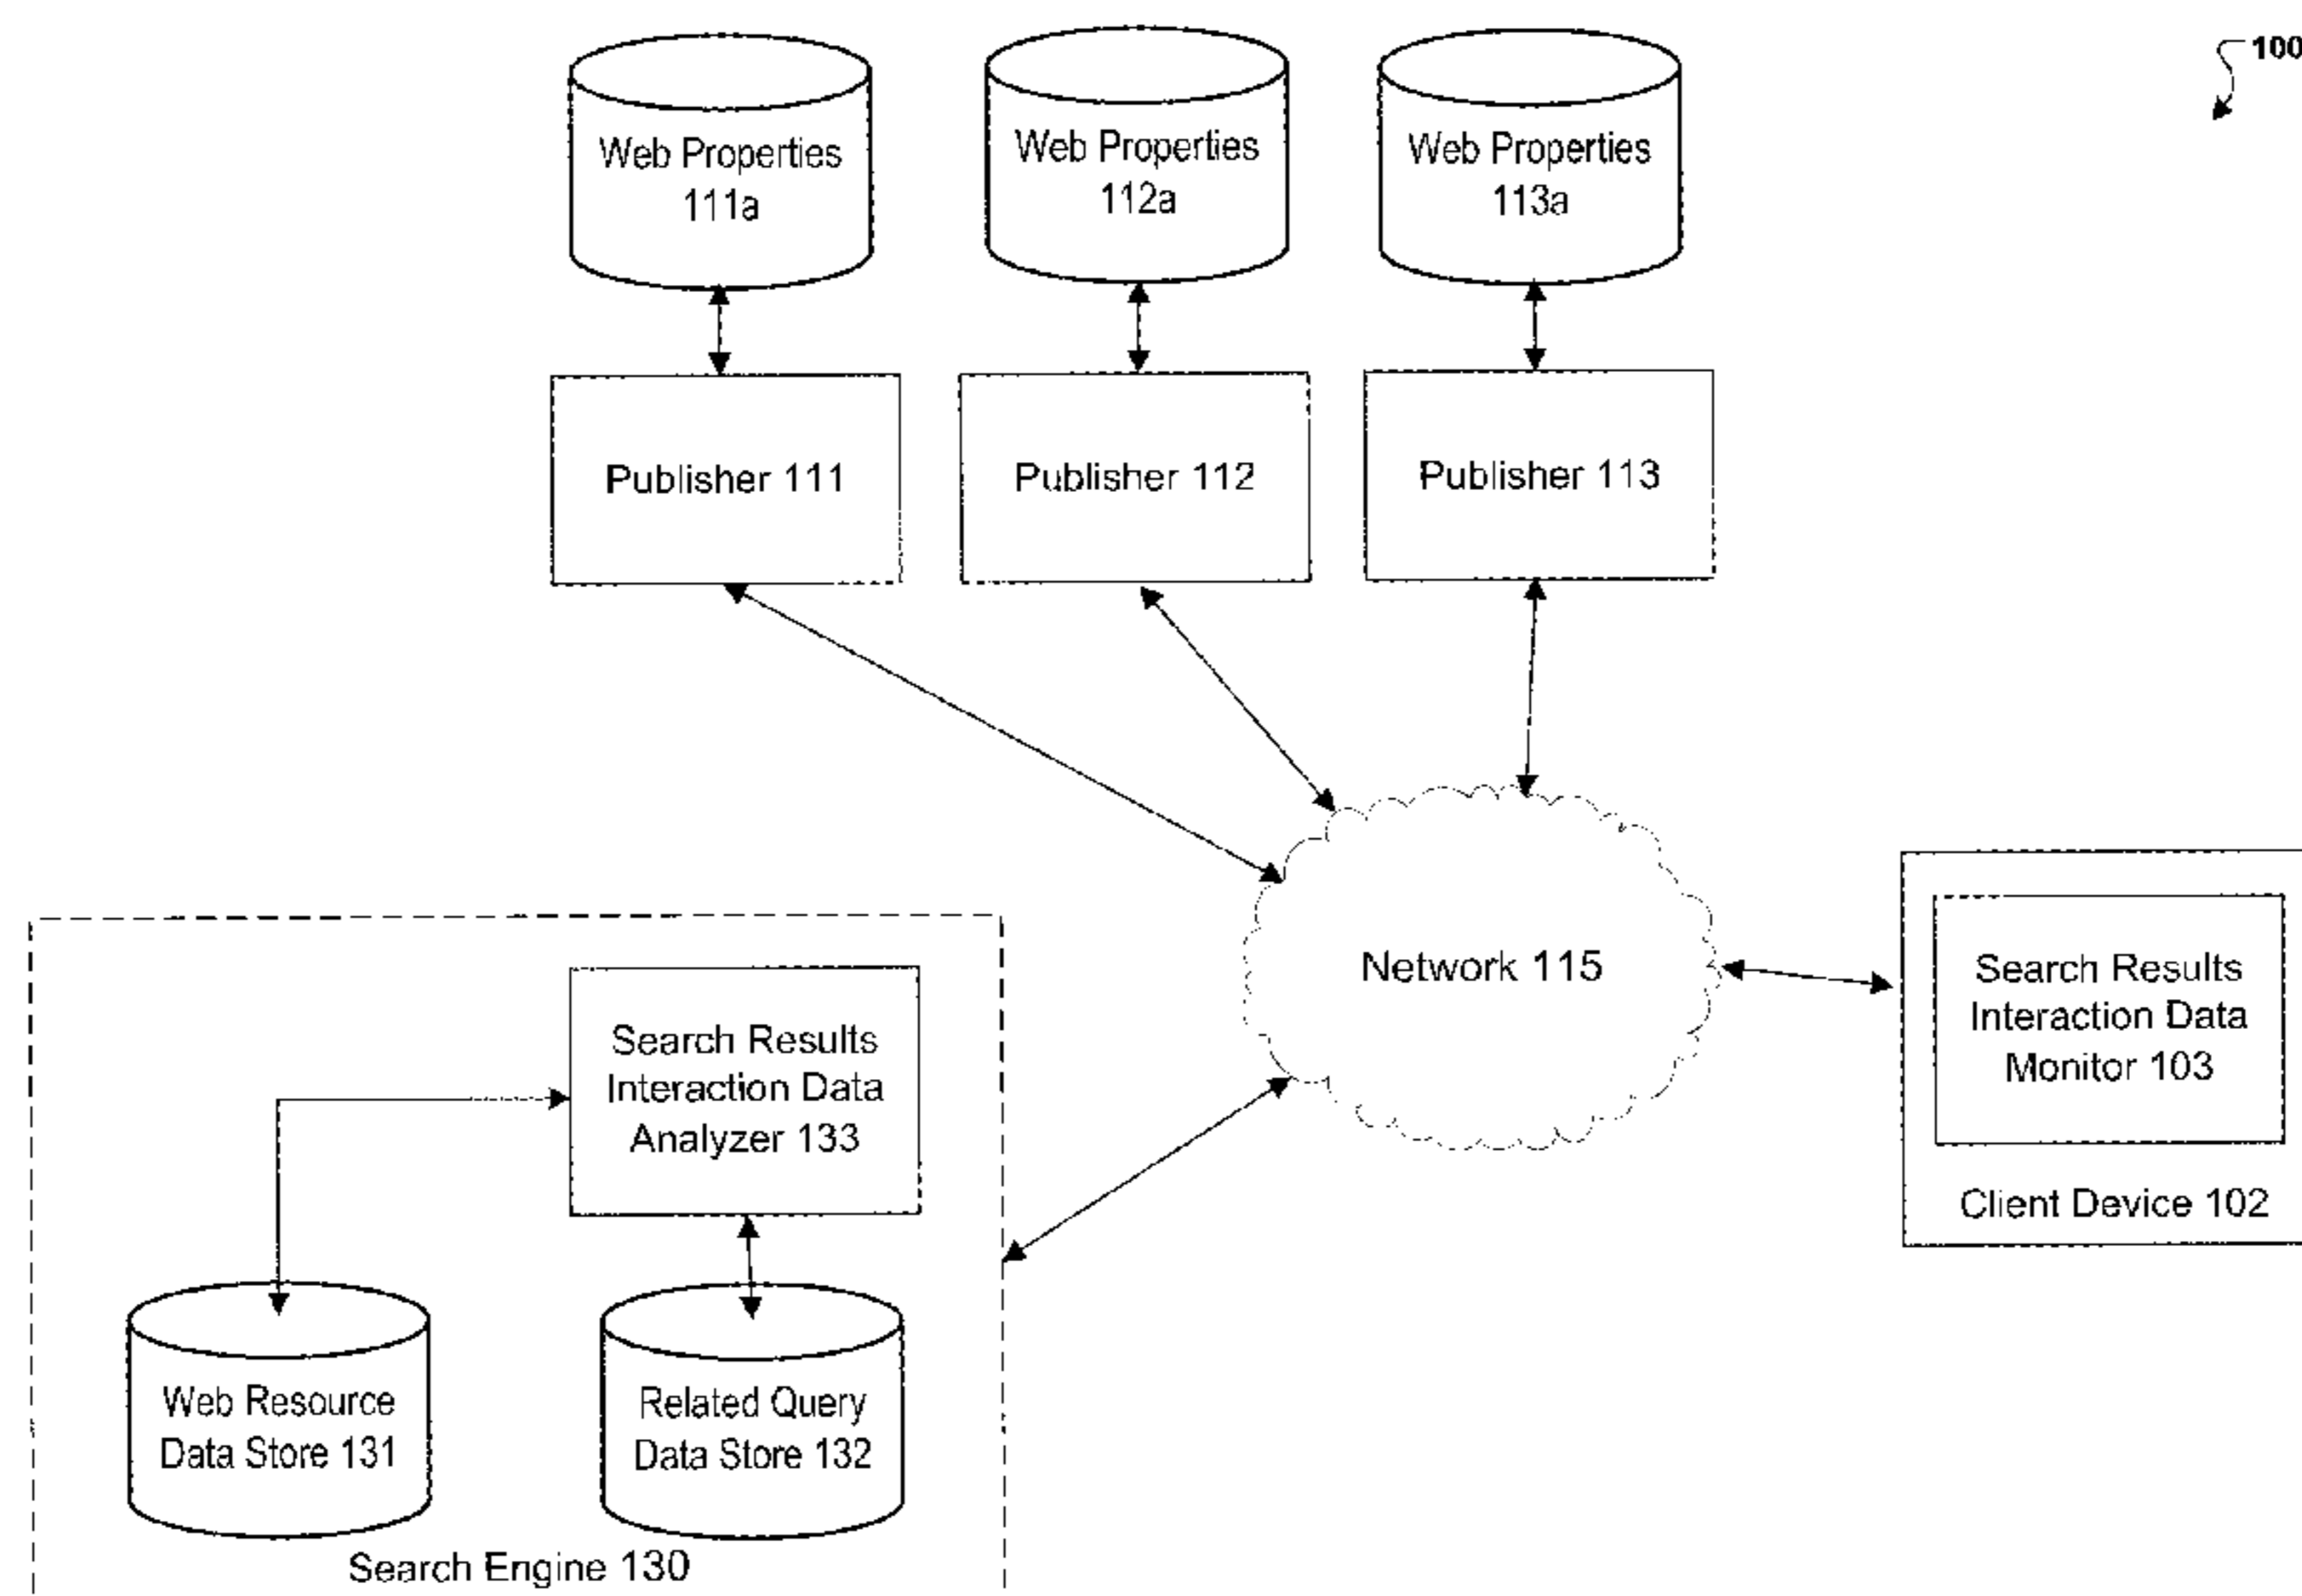 100
Web Properties
111a
Web Properties
112a
Web Properties
113a
Publisher 111
Publisher 112
Publisher 113
Network 115
Search Results
Interaction Data
Monitor 103
Client Device 102
Search Results
Interaction Data
Analyzer 133
Web Resource
Data Store 131
Related Query
Data Store 132
Search Engine 130